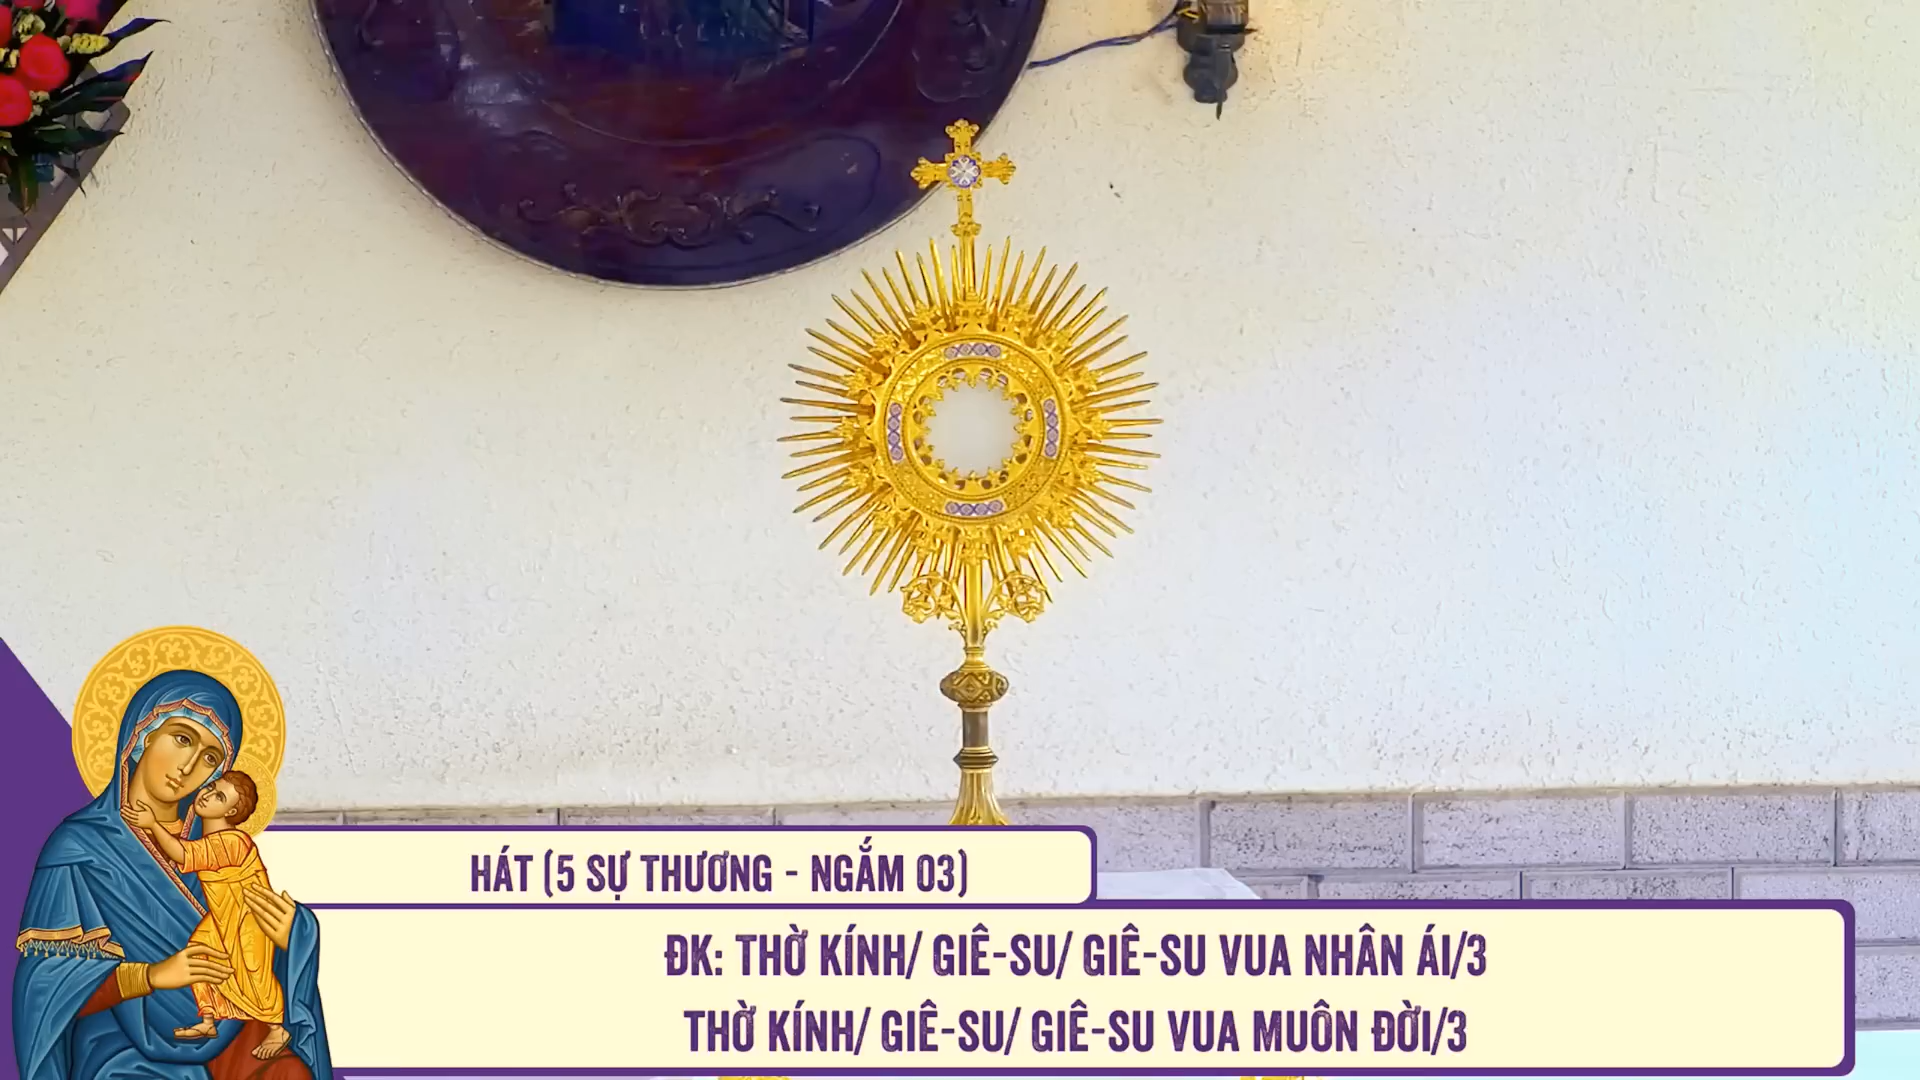 HÁT (5 SỰ THƯƠNG - NGẮM 03)
ĐK: THỜ KÍNH/ GIÊ-SU/ GIÊ-SU VUA NHÂN ÁI/3
THỜ KÍNH/ GIÊ-SU/ GIÊ-SU VUA MUÔN ĐỜI/3